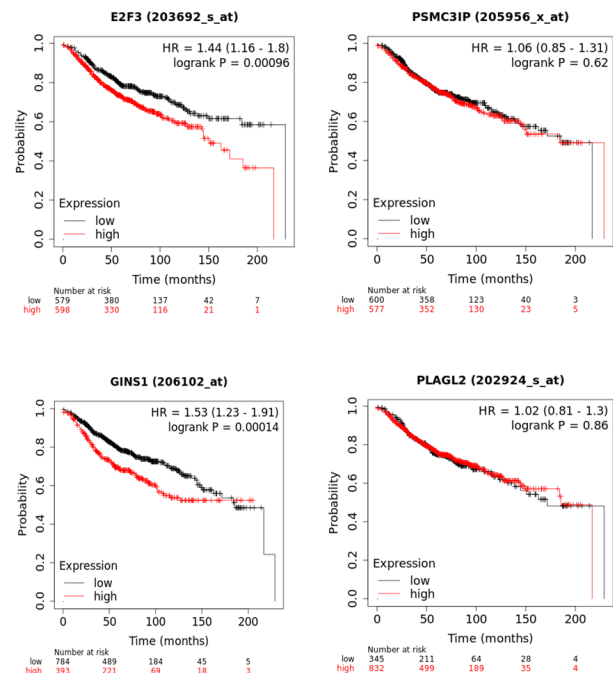 E2F3 (203692_s_at)
HR = 1.44 (1.16 - 1.8)
logrank P = 0.00096
Probability
0.0 0.2 0.4 0.6 0.8 1.0
Expression
low
high
0 50 100 150 200
Time (months)
Number at risk
low 579 380 137 42 7
high 598 330 116 21 1
PSMC3IP (205956_x_at)
HR = 1.06 (0.85 - 1.31)
logrank P = 0.62
Probability
0.0 0.2 0.4 0.6 0.8 1.0
Expression
low
high
0 50 100 150 200
Time (months)
Number at risk
low 600 358 123 40 3
high 577 352 130 23 5
GINS1 (206102_at)
HR = 1.53 (1.23 - 1.91)
logrank P = 0.00014
Probability
0.0 0.2 0.4 0.6 0.8 1.0
Expression
low
high
0 50 100 150 200
Time (months)
Number at risk
low 784 489 184 45 5
high 393 221 69 18 3
PLAGL2 (202924_s_at)
HR = 1.02 (0.81 - 1.3)
logrank P = 0.86
Probability
0.0 0.2 0.4 0.6 0.8 1.0
Expression
low
high
0 50 100 150 200
Time (months)
Number at risk
low 345 211 64 28 4
high 832 499 189 35 4